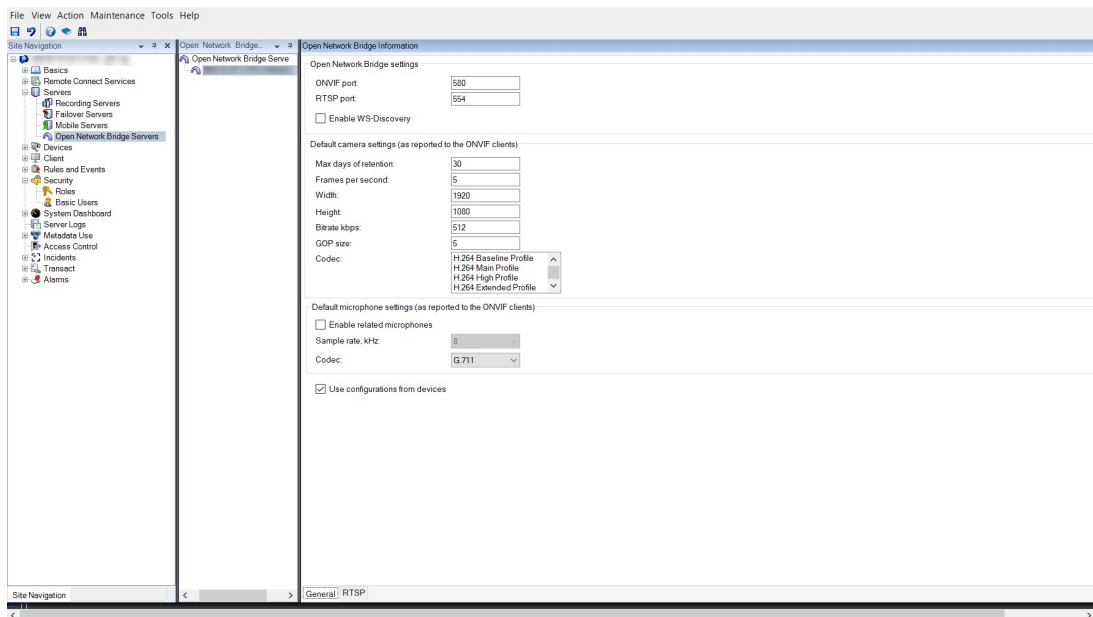 File View Action Maintenance Tools Help
Site Navigation
Open Network Bridge...
Open Network Bridge Information
Basics
Remote Connect Services
Servers
Recording Servers
Failover Servers
Mobile Servers
Open Network Bridge Servers
Devices
Client
Rules and Events
Security
Roles
Basic Users
System Dashboard
Server Logs
Metadata Use
Access Control
Incidents
Transact
Alarms
Open Network Bridge Serve
Open Network Bridge settings
ONVIF port: 580
RTSP port: 554
Enable WS-Discovery
Default camera settings (as reported to the ONVIF clients)
Max days of retention: 30
Frames per second: 5
Width: 1920
Height: 1080
Bitrate kbps: 512
GOP size: 5
Codec: H.264 Baseline Profile
H.264 Main Profile
H.264 High Profile
H.264 Extended Profile
Default microphone settings (as reported to the ONVIF clients)
Enable related microphones
Sample rate, kHz: 8
Codec: G.711
Use configurations from devices
Site Navigation
General RTSP